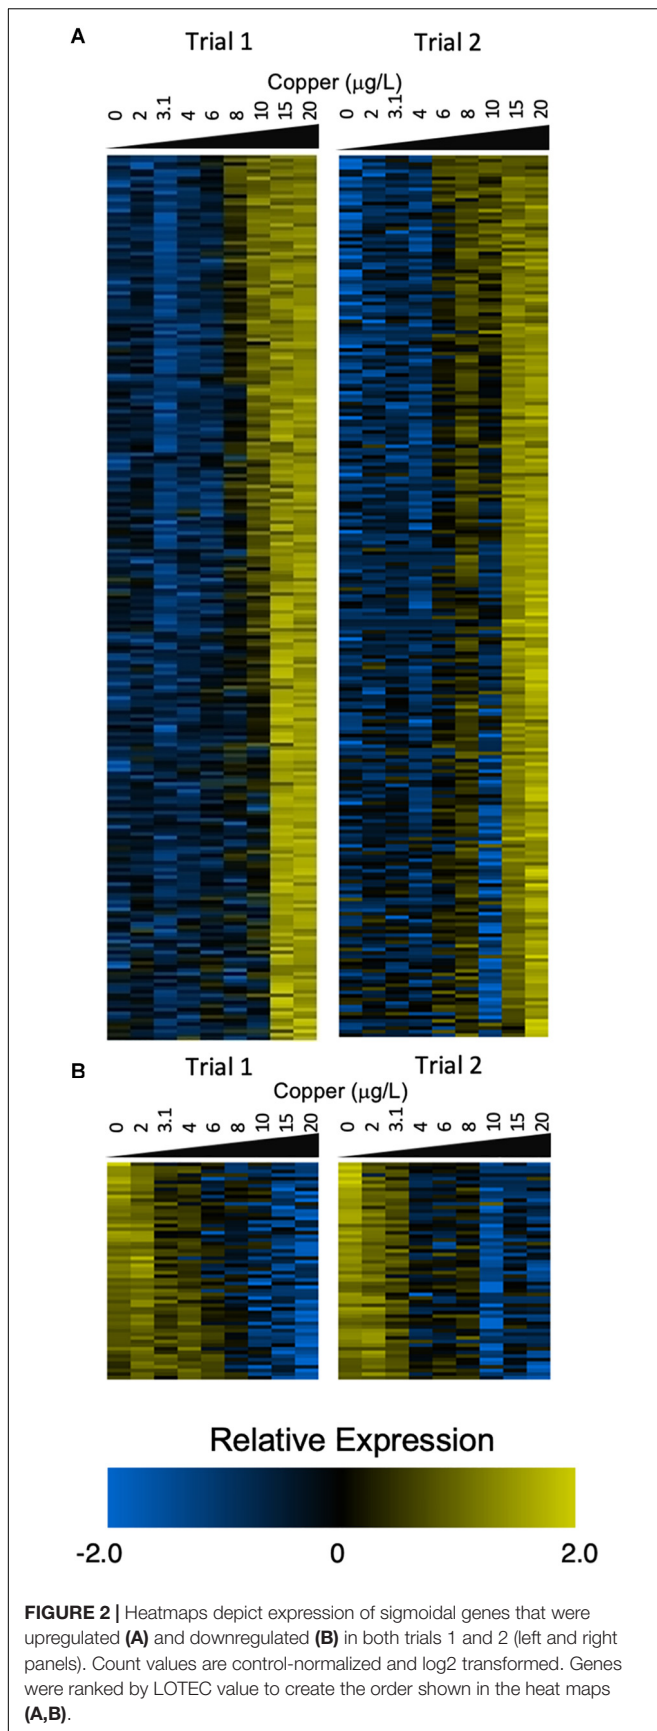 A
Trial 1 Trial 2
Copper (μg/L)
0 2 3.1 4 6 8 10 15 20 0 2 3.1 4 6 8 10 15 20
B
Trial 1 Trial 2
Copper (μg/L)
0 2 3.1 4 6 8 10 15 20 0 2 3.1 4 6 8 10 15 20
Relative Expression
-2.0 0 2.0
FIGURE 2 | Heatmaps depict expression of sigmoidal genes that were
upregulated (A) and downregulated (B) in both trials 1 and 2 (left and right
panels). Count values are control-normalized and log2 transformed. Genes
were ranked by LOTEC value to create the order shown in the heat maps
(A,B).